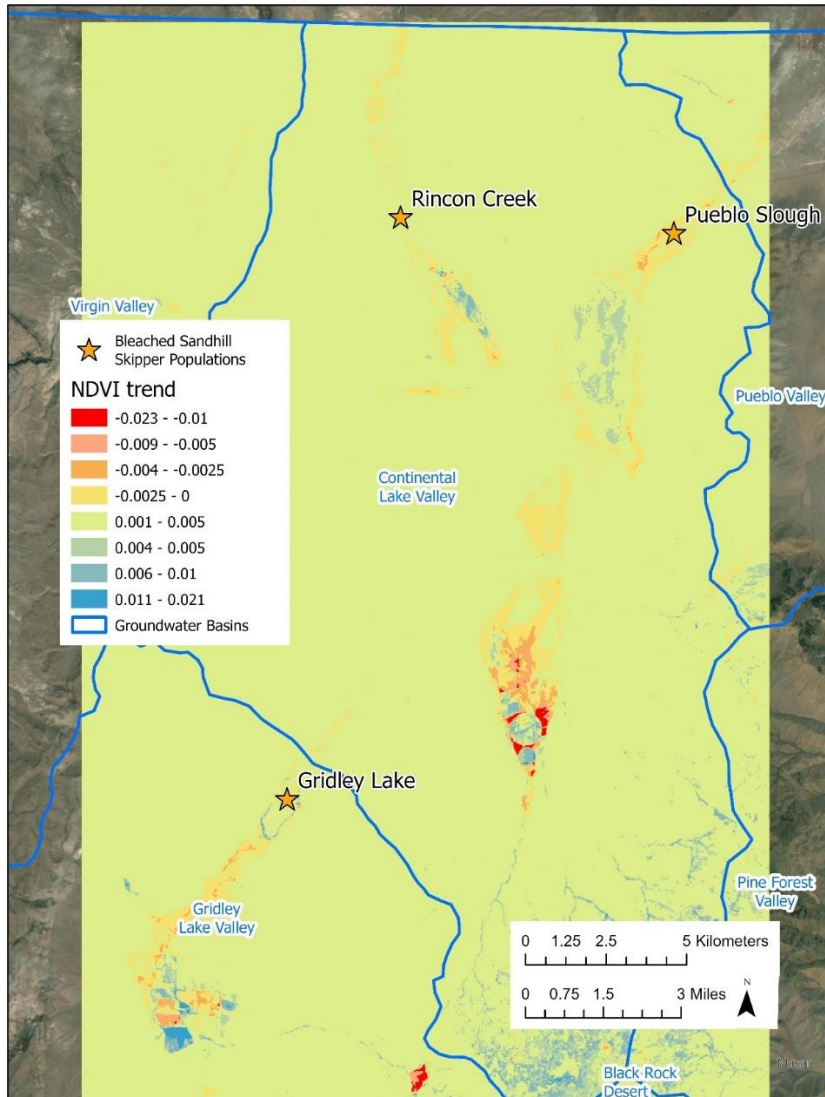 Rincon Creek
Pueblo Slough
Virgin Valley
Bleached Sandhill
Skipper Populations
NDVI trend
-0.023 - -0.01
-0.009 - -0.005
-0.004 - -0.0025
-0.0025 - 0
0.001 - 0.005
0.004 - 0.005
0.006 - 0.01
0.011 - 0.021
Groundwater Basins
Pueblo Valley
Continental
Lake Valley
Gridley Lake
Gridley
Lake Valley
Pine Forest
Valley
0 1.25 2.5 5 Kilometers
0 0.75 1.5 3 Miles
N
Black Rock
Desert
Maxar